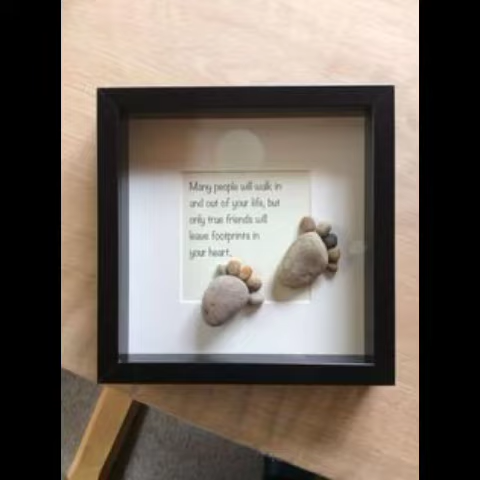 Many people will walk in
and out of your life, but
only true friends will
leave footprints in
your heart..